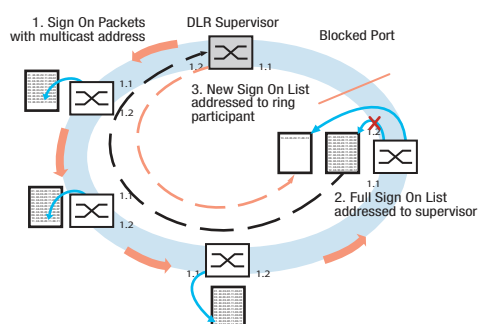 1. Sign On Packets
with multicast address
DLR Supervisor
Blocked Port
1.2
1.1
3. New Sign On List
addressed to ring
participant
1.1
1.2
1.2
1.1
2. Full Sign On List
addressed to supervisor
1.1
1.2
1.1
1.2